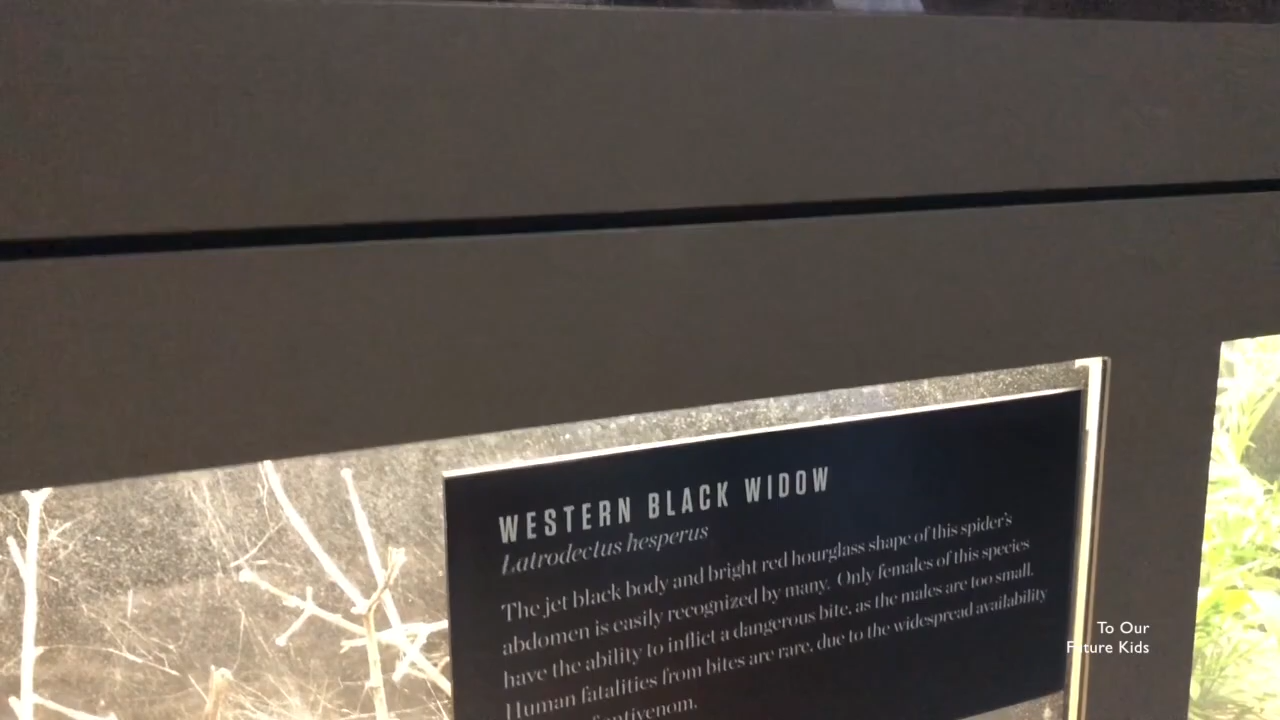 WESTERN BLACK WIDOW
Latrodectus hesperus
The jet black body and bright red hourglass shape of this spider's
abdomen is easily recognized by many. Only females of this species
have the ability to inflict a dangerous bite, as the males are too small.
Human fatalities from bites are rare, due to the widespread availability
antivenom.
To Our
Future Kids